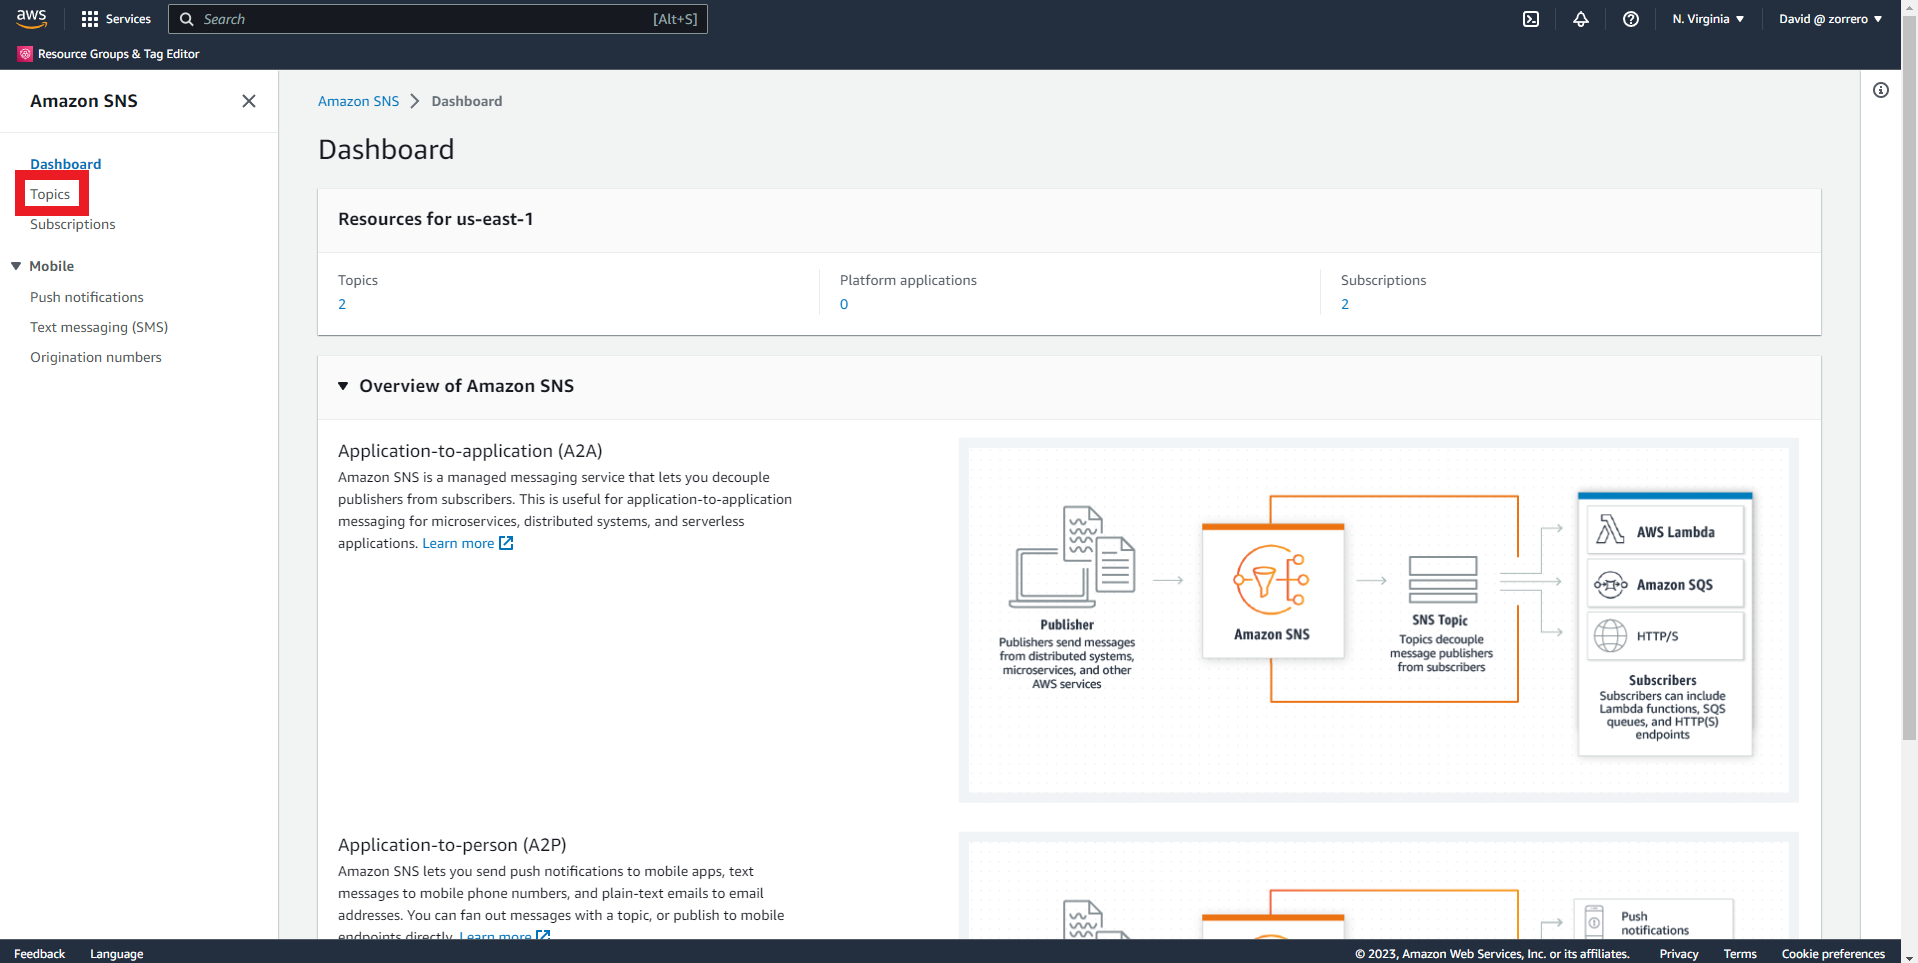 aws
Services
Search
[Alt+S]
N. Virginia
David @ zorrero
Resource Groups & Tag Editor
Amazon SNS
Dashboard
Topics
Subscriptions
Mobile
Push notifications
Text messaging (SMS)
Origination numbers
Amazon SNS
Dashboard
Dashboard
Resources for us-east-1
Topics
2
Platform applications
0
Subscriptions
2
Overview of Amazon SNS
Application-to-application (A2A)
Amazon SNS is a managed messaging service that lets you decouple
publishers from subscribers. This is useful for application-to-application
messaging for microservices, distributed systems, and serverless
applications. Learn more
Publisher
Publishers send messages
from distributed systems,
microservices, and other
AWS services
Amazon SNS
SNS Topic
Topics decouple
message publishers
from subscribers
AWS Lambda
Amazon SQS
HTTP/S
Subscribers
Subscribers can include
Lambda functions, SQS
queues, and HTTP(S)
endpoints
Application-to-person (A2P)
Amazon SNS lets you send push notifications to mobile apps, text
messages to mobile phone numbers, and plain-text emails to email
addresses. You can fan out messages with a topic, or publish to mobile
endpoints directly. Learn more
Push
notifications
Feedback
Language
© 2023, Amazon Web Services, Inc. or its affiliates.
Privacy
Terms
Cookie preferences